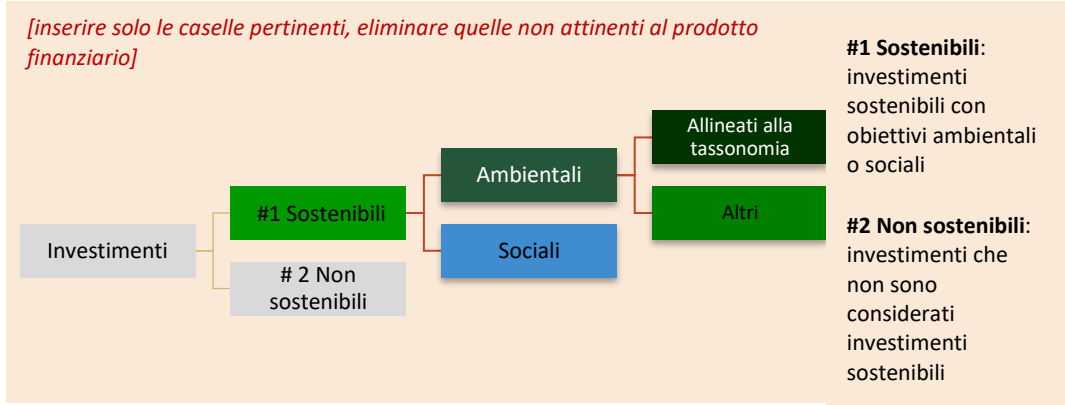 [inserire solo le caselle pertinenti, eliminare quelle non attinenti al prodotto
finanziario]
Investimenti
#1 Sostenibili
# 2 Non
sostenibili
Ambientali
Sociali
Allineati alla
tassonomia
Altri
#1 Sostenibili:
investimenti
sostenibili con
obiettivi ambientali
o sociali
#2 Non sostenibili:
investimenti che
non sono
considerati
investimenti
sostenibili